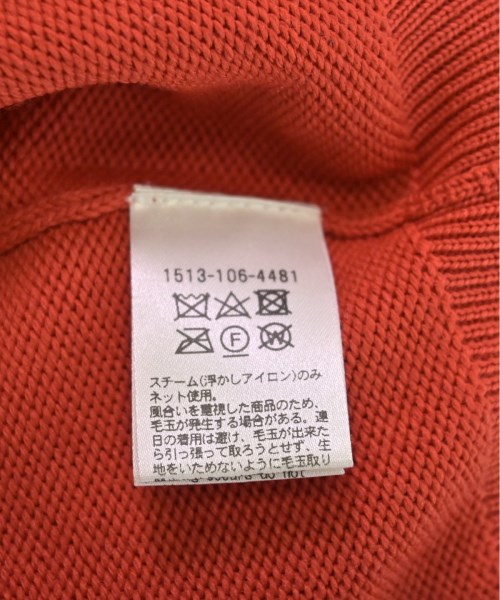 1513-106-4481
F
W
スチーム(浮かしアイロン)のみ
ネット使用。
風合いを重視した商品のため、
毛玉が発生する場合がある。連
日の着用は避け、毛玉が出来た
ら引っ張って取ろうとせず、生
地をいためないように毛玉取り
do not